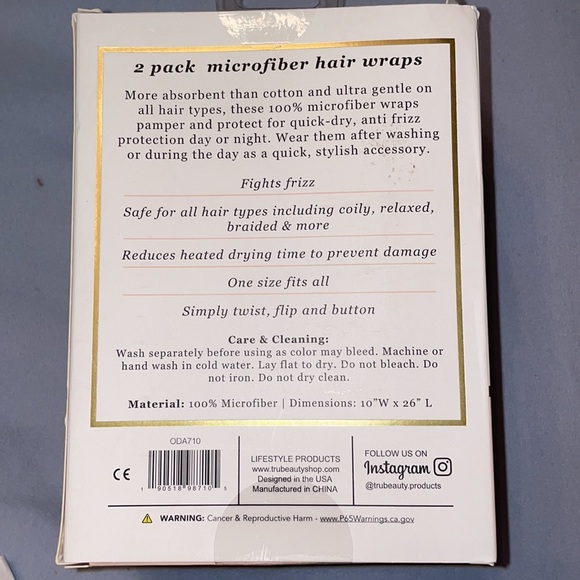 2 pack microfiber hair wraps
More absorbent than cotton and ultra gentle on
all hair types, these 100% microfiber wraps
pamper and protect for quick-dry, anti frizz
protection day or night. Wear them after washing
or during the day as a quick, stylish accessory.
Fights frizz
Safe for all hair types including coily, relaxed,
braided & more
Reduces heated drying time to prevent damage
One size fits all
Simply twist, flip and button
Care & Cleaning:
Wash separately before using as color may bleed. Machine or
hand wash in cold water. Lay flat to dry. Do not bleach. Do
not iron. Do not dry clean.
Material: 100% Microfiber | Dimensions: 10"W x 26" L
CE
ODA710
1 90518 98710 5
LIFESTYLE PRODUCTS
www.trubeautyshop.com
Designed in the USA
Manufactured in CHINA
FOLLOW US ON
Instagram
@trubeauty.products
WARNING: Cancer & Reproductive Harm - www.P65Warnings.ca.gov